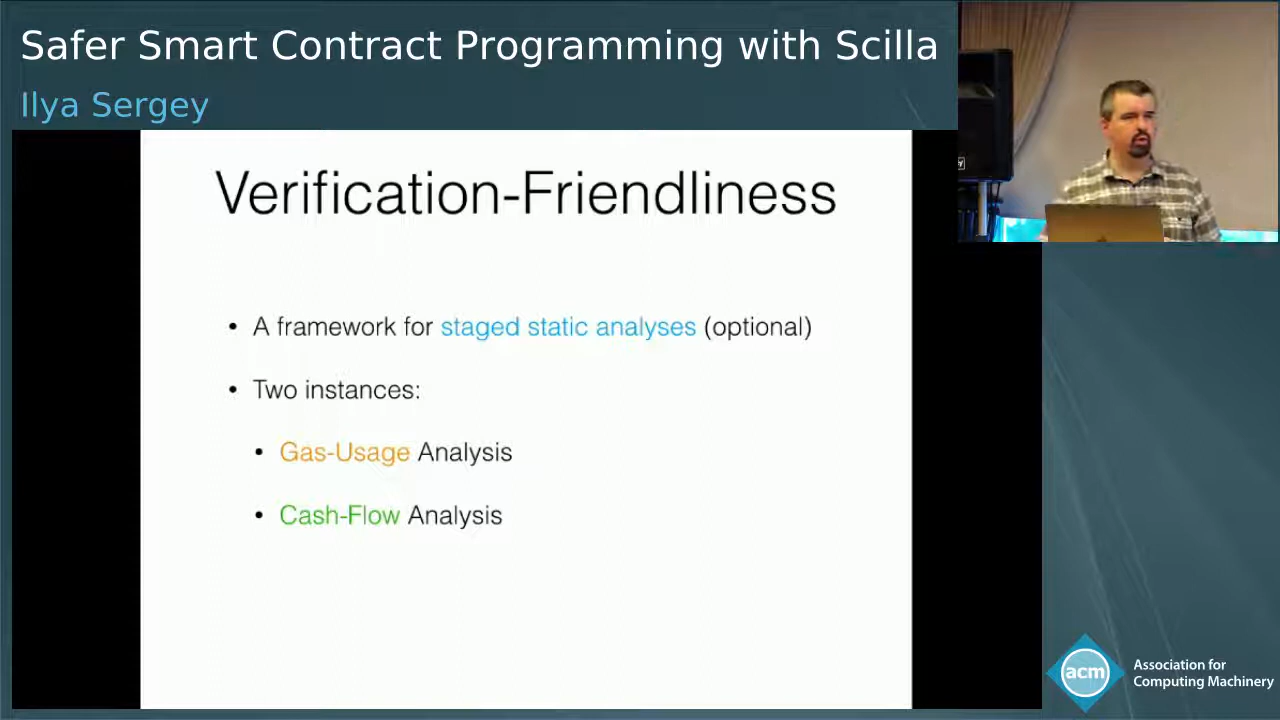 Safer Smart Contract Programming with Scilla
Ilya Sergey
Verification-Friendliness
• A framework for staged static analyses (optional)
• Two instances:
• Gas-Usage Analysis
• Cash-Flow Analysis
acm
Association for
Computing Machinery